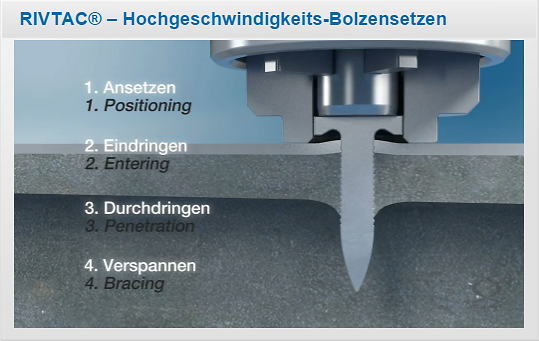 RIVTAC® – Hochgeschwindigkeits-Bolzensetzen
1. Ansetzen
1. Positioning
2. Eindringen
2. Entering
3. Durchdringen
3. Penetration
4. Verspannen
4. Bracing